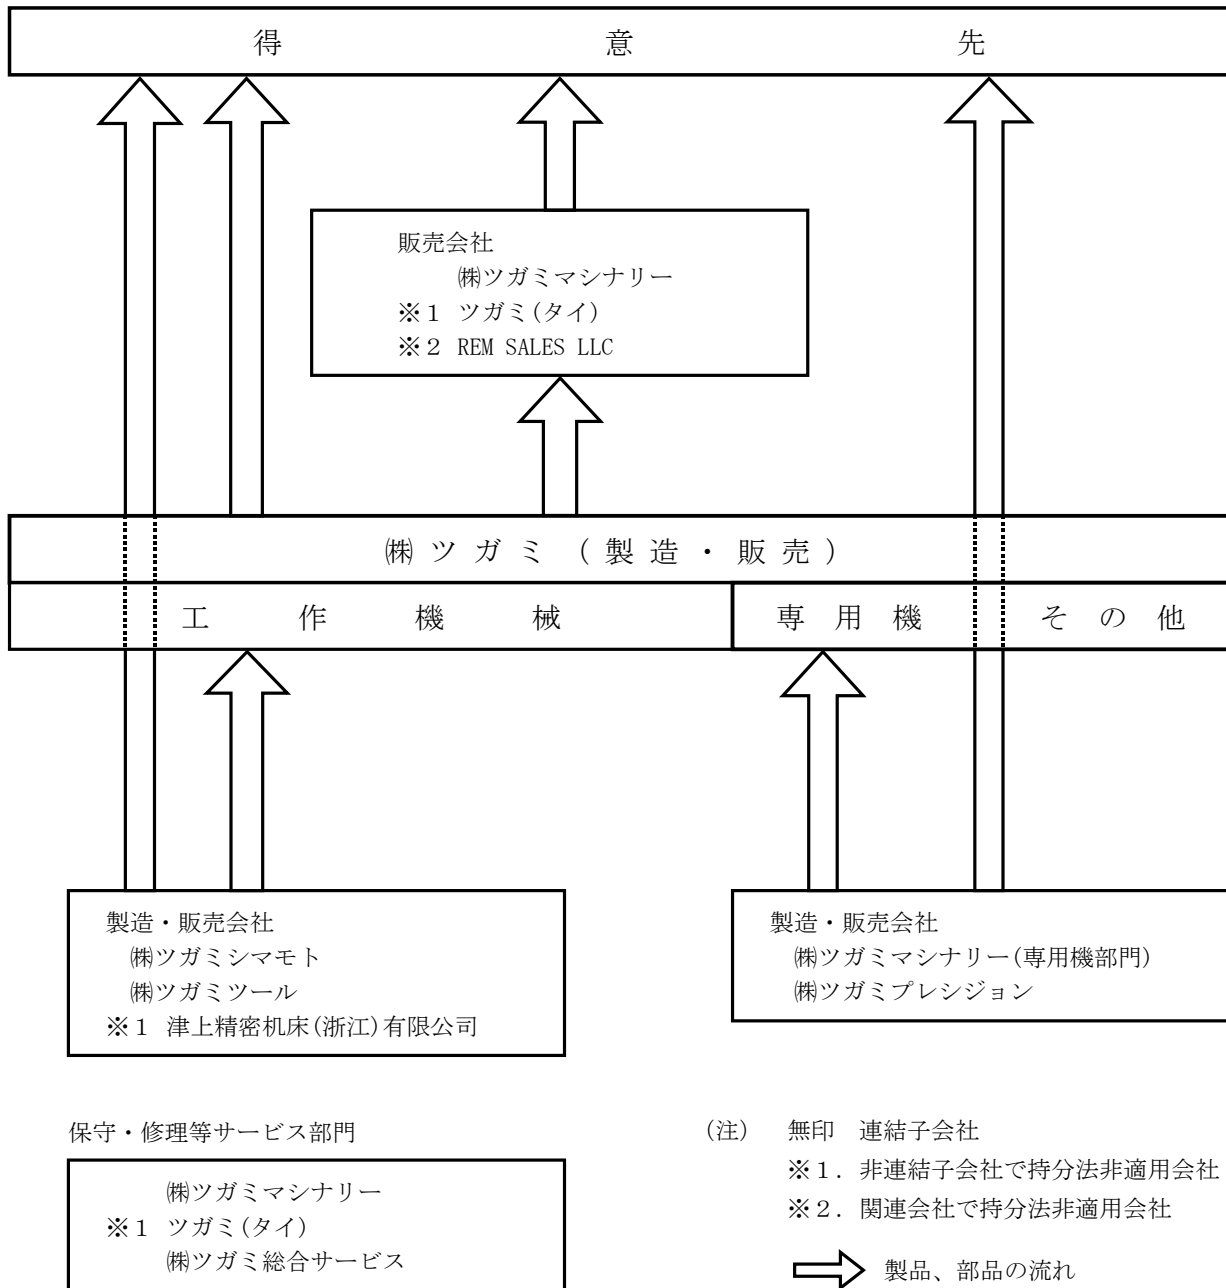 得意先
販売会社
㈱ツガミマシナリー
※１ ツガミ(タイ)
※２ REM SALES LLC
㈱ツガミ（製造・販売）
工作機械
専用機 その他
製造・販売会社
㈱ツガミシマモト
㈱ツガミツール
※１ 津上精密机床(浙江)有限公司
製造・販売会社
㈱ツガミマシナリー(専用機部門)
㈱ツガミプレシジョン
保守・修理等サービス部門
㈱ツガミマシナリー
※１ ツガミ(タイ)
㈱ツガミ総合サービス
(注) 無印 連結子会社
※１．非連結子会社で持分法非適用会社
※２．関連会社で持分法非適用会社
製品、部品の流れ